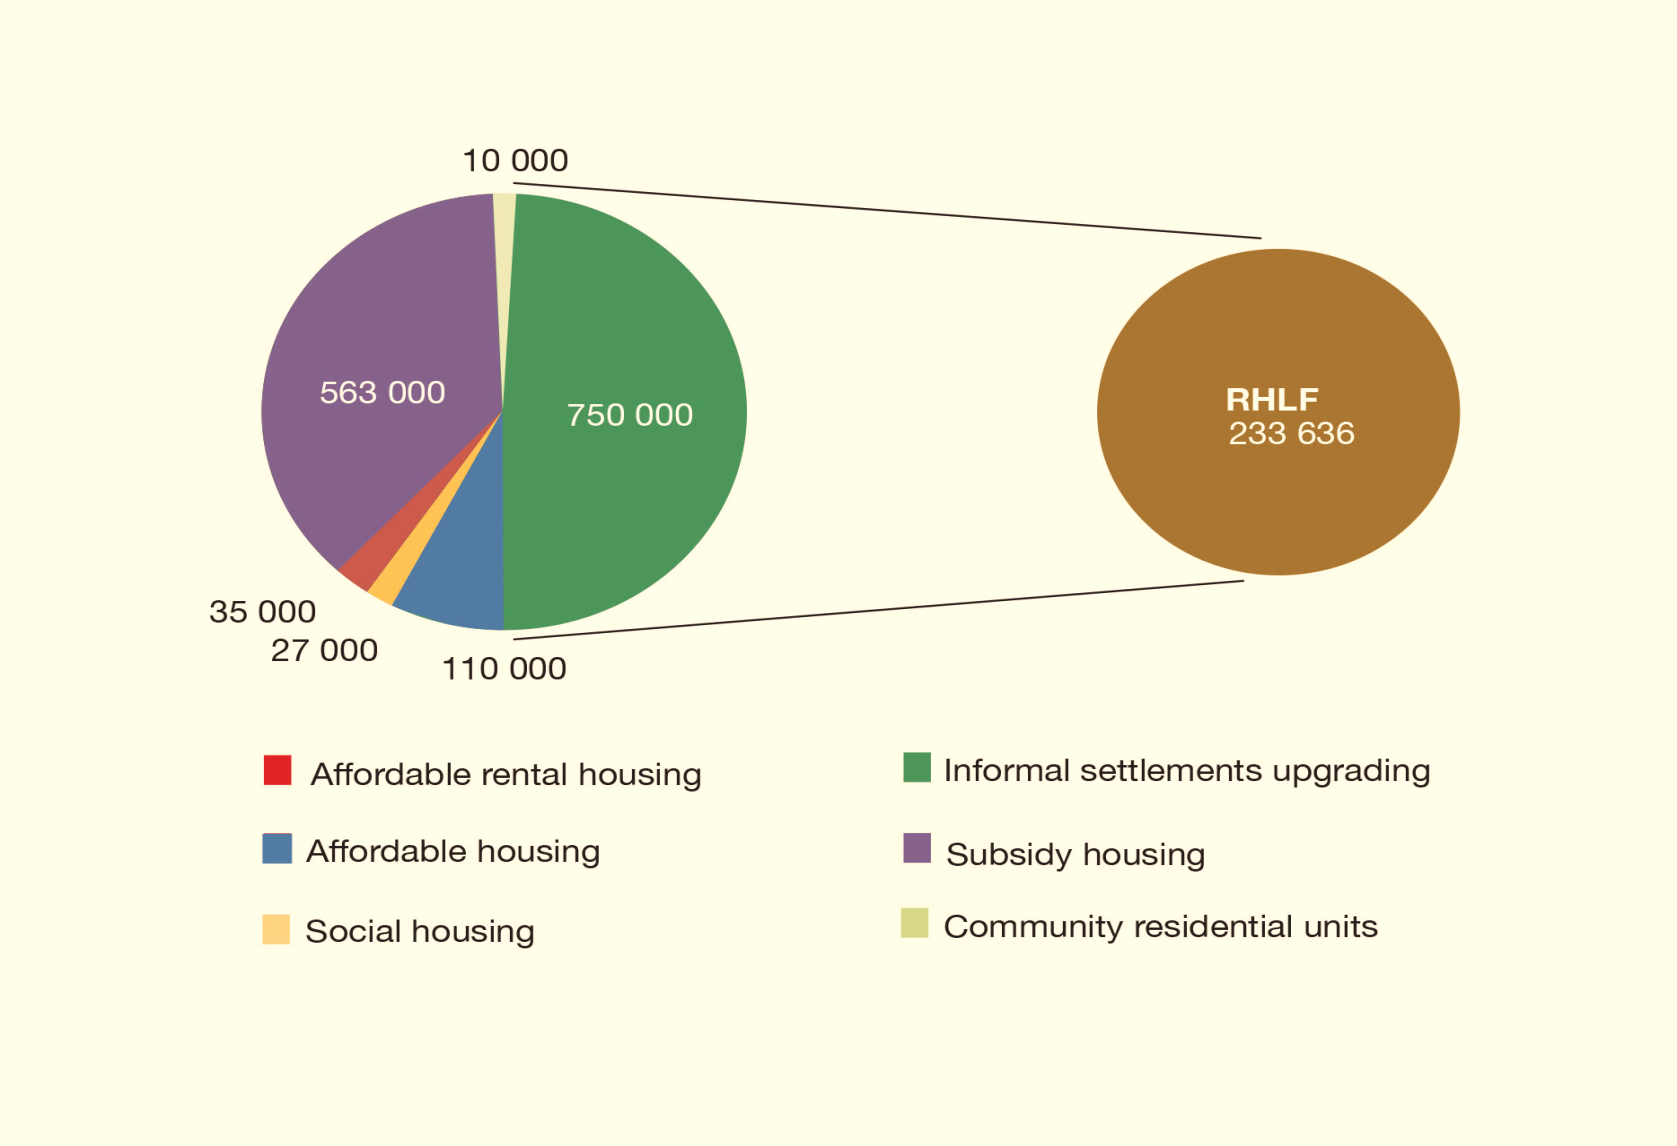 10 000
563 000
750 000
RHLF
233 636
35 000
27 000
110 000
Affordable rental housing
Informal settlements upgrading
Affordable housing
Subsidy housing
Social housing
Community residential units